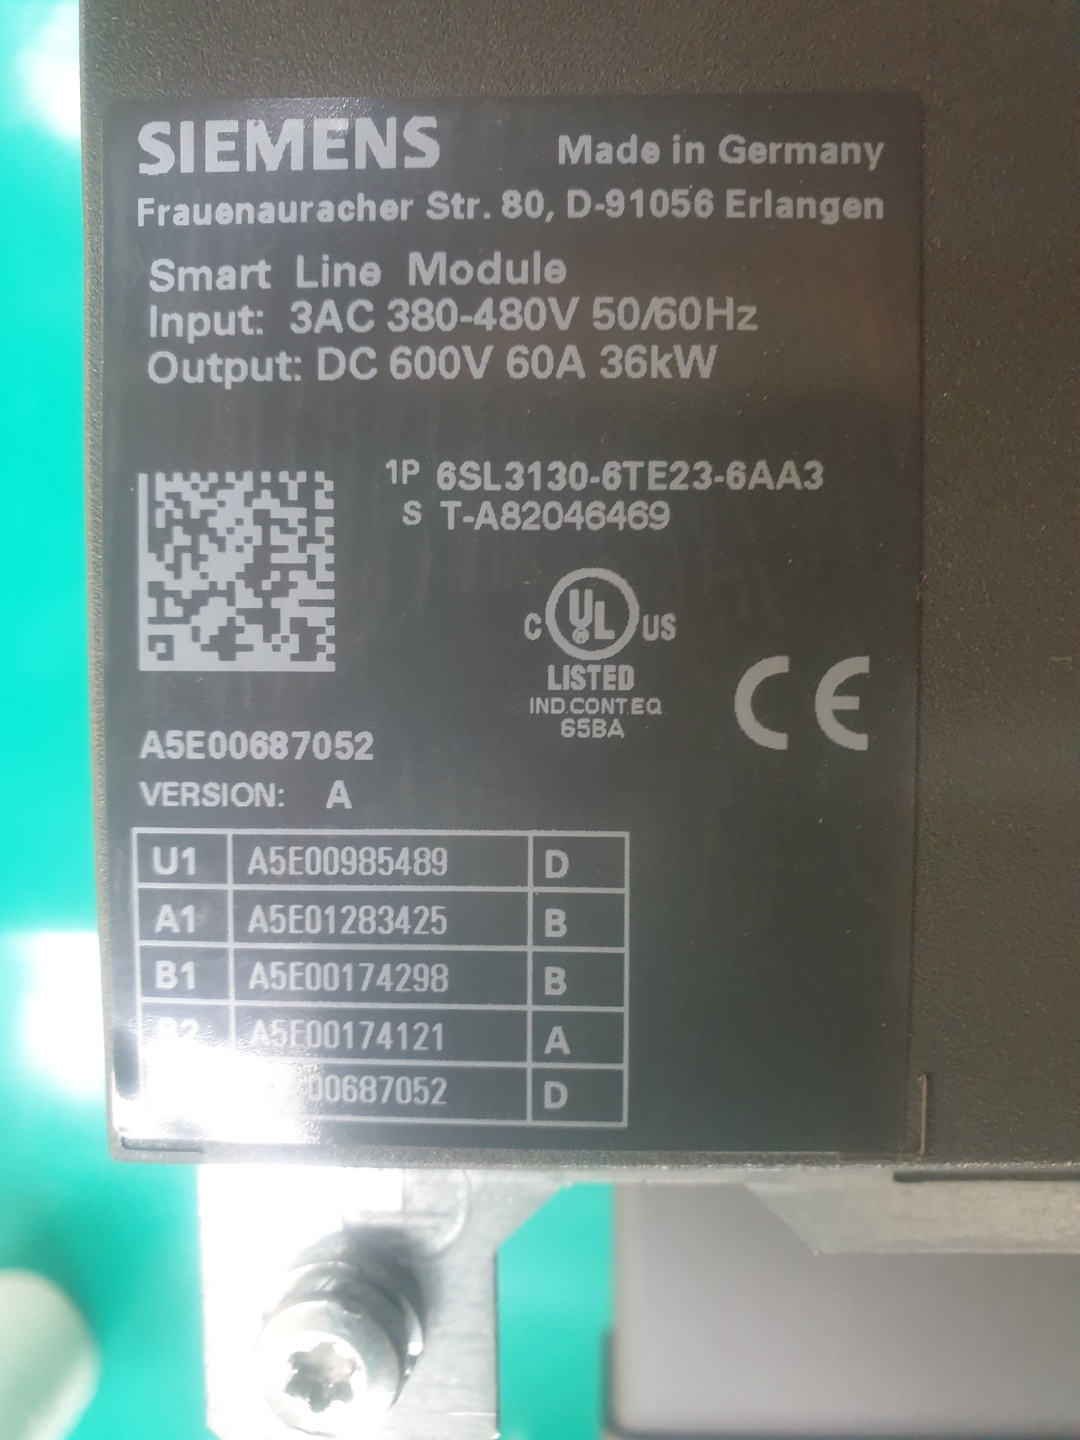 SIEMENS Made in Germany
Frauenauracher Str. 80, D-91056 Erlangen
Smart Line Module
Input: 3AC 380-480V 50/60Hz
Output: DC 600V 60A 36kW
1P 6SL3130-6TE23-6AA3
S T-A82046469
C UL ® US
LISTED
IND.CONT.EQ.
65BA
CE
A5E00687052
VERSION: A
U1 A5E00985489 D
A1 A5E01283425 B
B1 A5E00174298 B
B2 A5E00174121 A
00687052 D